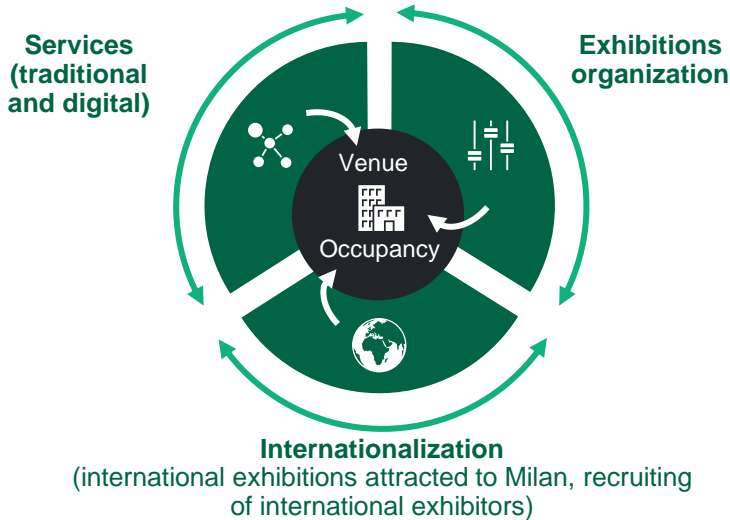 Services
(traditional
and digital)
Exhibitions
organization
Venue
Occupancy
Internationalization
(international exhibitions attracted to Milan, recruiting
of international exhibitors)